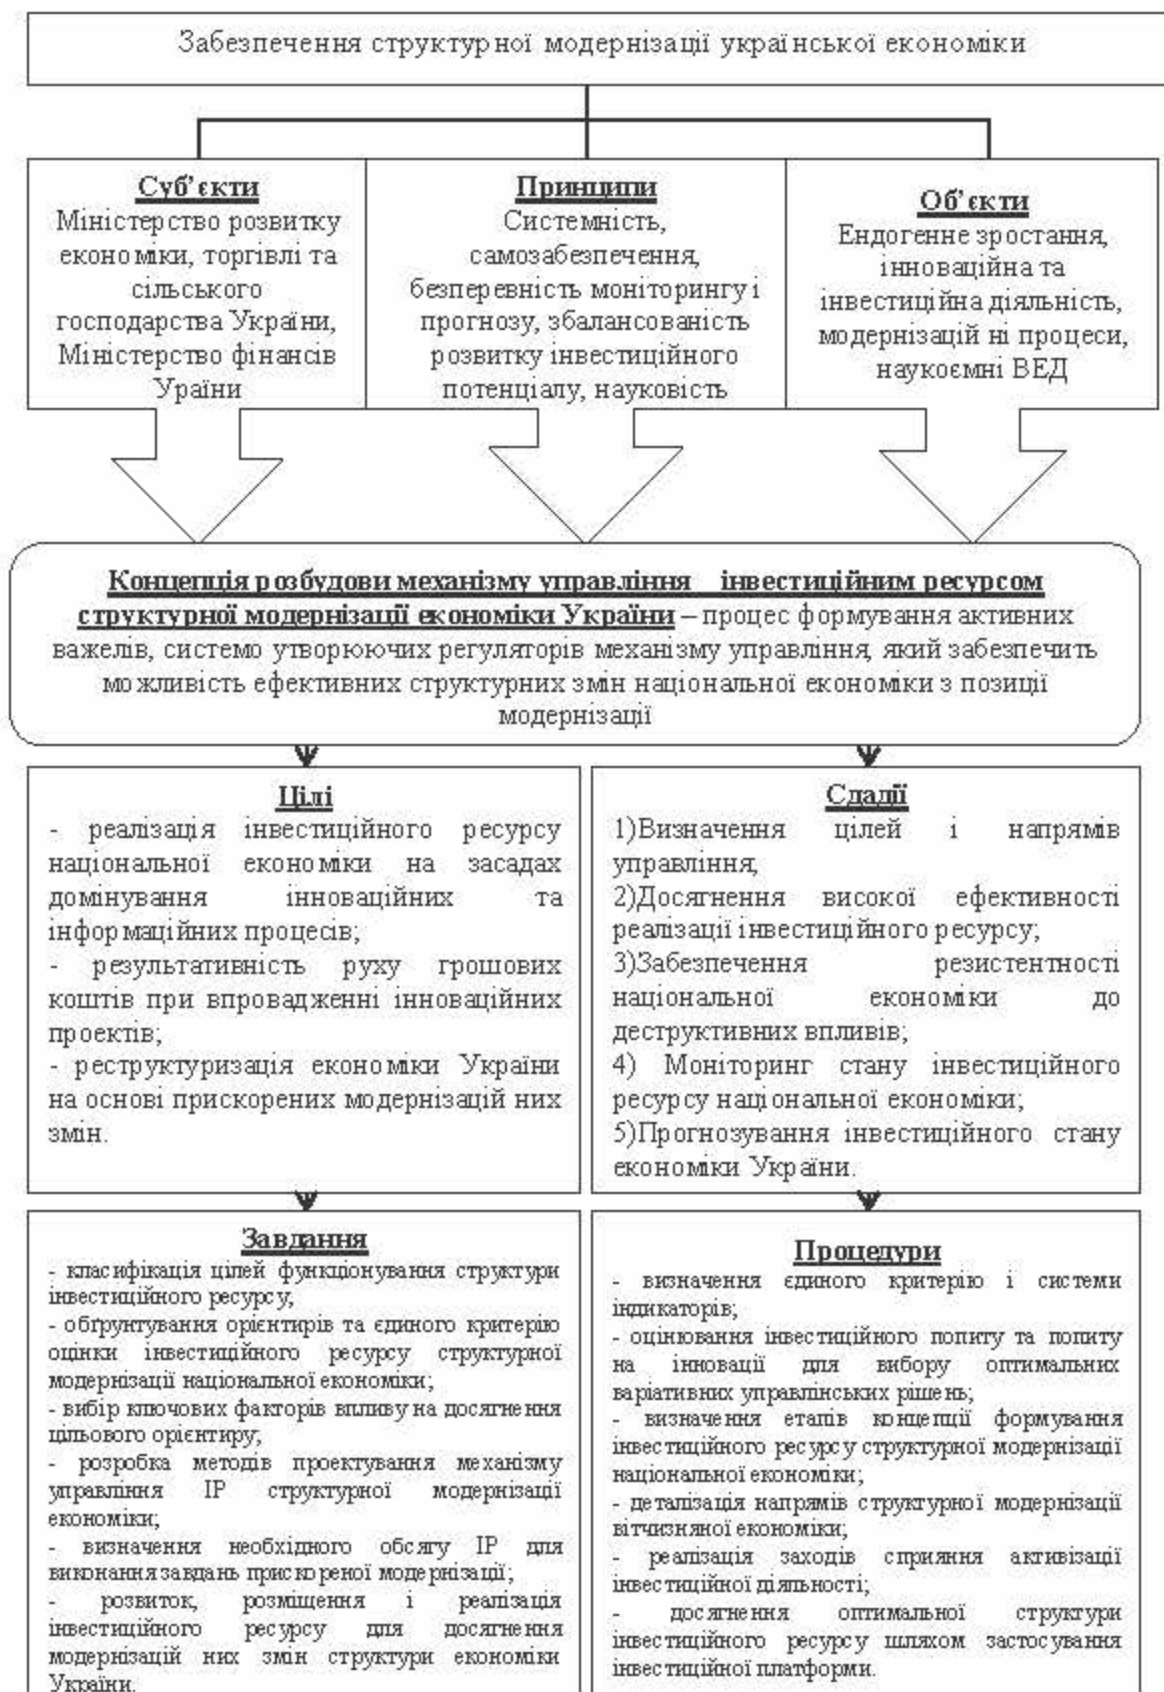 Забезпечення структурної модернізації української економіки
Суб’єкти
Міністерство розвитку
економіки, торгівлі та
сільського
господарства України,
Міністерство фінансів
Ураїни
Принципи
Системність,
самозабезпечення,
безперевність моніторингу і
прогнозу, збалансованість
розвитку інвестиційного
потенціалу, науковість
Об’єкти
Ендогенне зростання,
інноваційна та
інвестиційна діяльність,
модернізацій ні процеси,
наукоємні ВЕД
Концепція розбудови механізму управління інвестиційним ресурсом
структурної модернізації економіки України – процес формування активних
важелів, системо утворюючих регуляторів механізму управління, який забезпечить
можливість ефективних структурних змін національної економіки з позиції
модернізації
Цілі
- реалізація інвестиційного ресурсу
національної економіки на засадах
домінування інноваційних та
інформаційних процесів;
- результативність руху грошових
коштів при впровадженні інноваційних
проектів;
- реструктуризація економіки України
на основі прискорених модернізацій них
змін.
Сдадії
1)Визначення цілей і напрямів
управління;
2)Досягнення високої ефективності
реалізації інвестиційного ресурсу;
3)Забезпечення резистентності
національної економіки до
деструктивних впливів;
4) Моніторинг стану інвестиційного
ресурсу національної економіки;
5)Прогнозування інвестиційного стану
економіки України.
Завдання
- класифікація цілей функціонування структури
інвестиційного ресурсу;
- обґрунтування орієнтирів та єдиного критерію
оцінки інвестиційного ресурсу структурної
модернізації національної економіки;
- вибір ключових факторів впливу на досягнення
цільового орієнтиру;
- розробка методів проектування механізму
управління ІР структурної модернізації
економіки;
- визначення необхідного обсягу ІР для
виконання завдань прискореної модернізації;
- розвиток, розміщення і реалізація
інвестиційного ресурсу для досягнення
модернізацій них змін структури економіки
України.
Процедури
- визначення єдиного критерію і системи
індикаторів;
- оцінювання інвестиційного попиту та попиту
на інновації для вибору оптимальних
варіативних управлінських рішень;
- визначення етапів концепції формування
інвестиційного ресурсу структурної модернізації
національної економіки;
- деталізація напрямів структурної модернізації
вітчизняної економіки;
- реалізація заходів сприяння активізації
інвестиційної діяльності;
- досягнення оптимальної структури
інвестиційного ресурсу шляхом застосування
інвестиційної платформи.